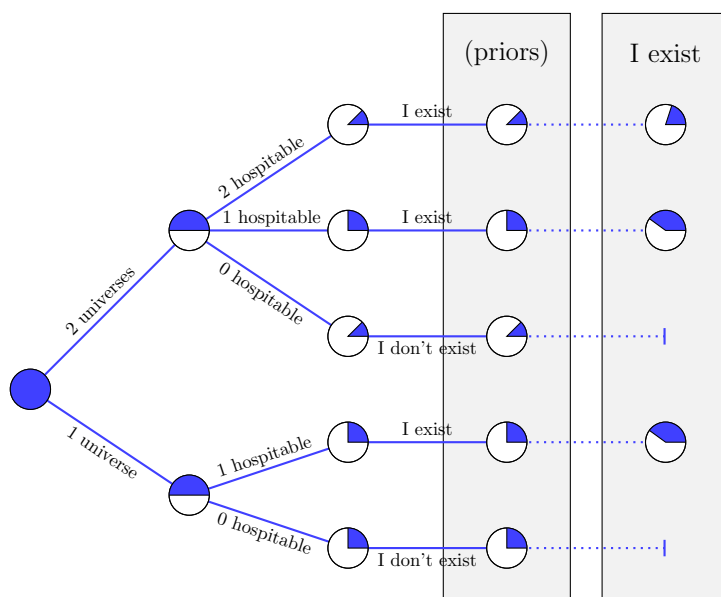 (priors)
I exist
2 hospitable
I exist
1 hospitable
I exist
2 universes
0 hospitable
I don't exist
1 universe
1 hospitable
I exist
0 hospitable
I don't exist